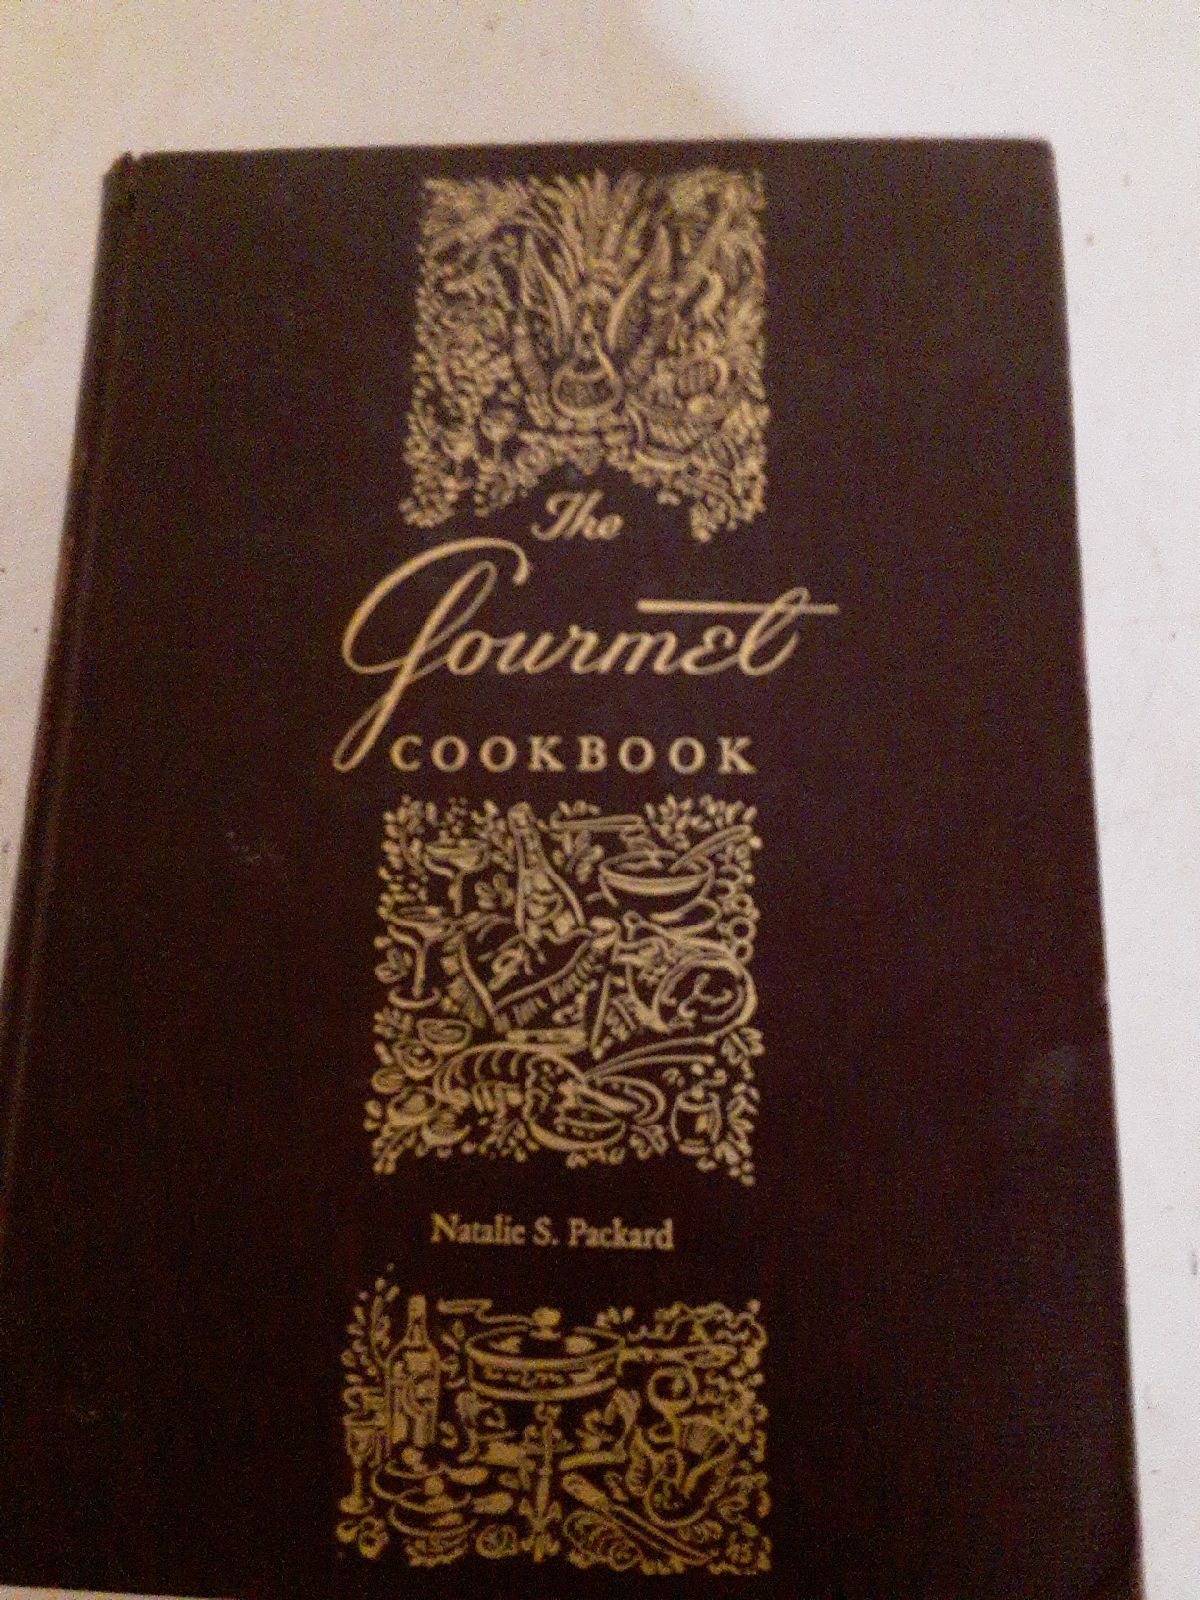 The
Gourmet
COOKBOOK
Natalie S. Packard